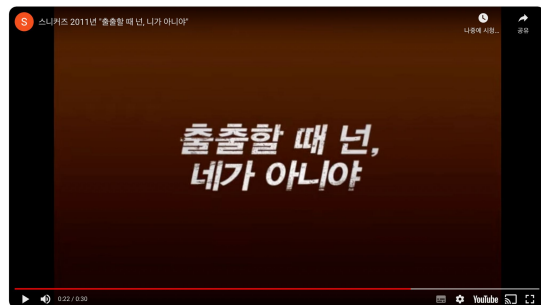 S 스니커즈 2011년 "출출할 때 넌, 니가 아니야"
나중에 시청...
공유
출출할 때 넌,
네가 아니야
0:22 / 0:30
YouTube